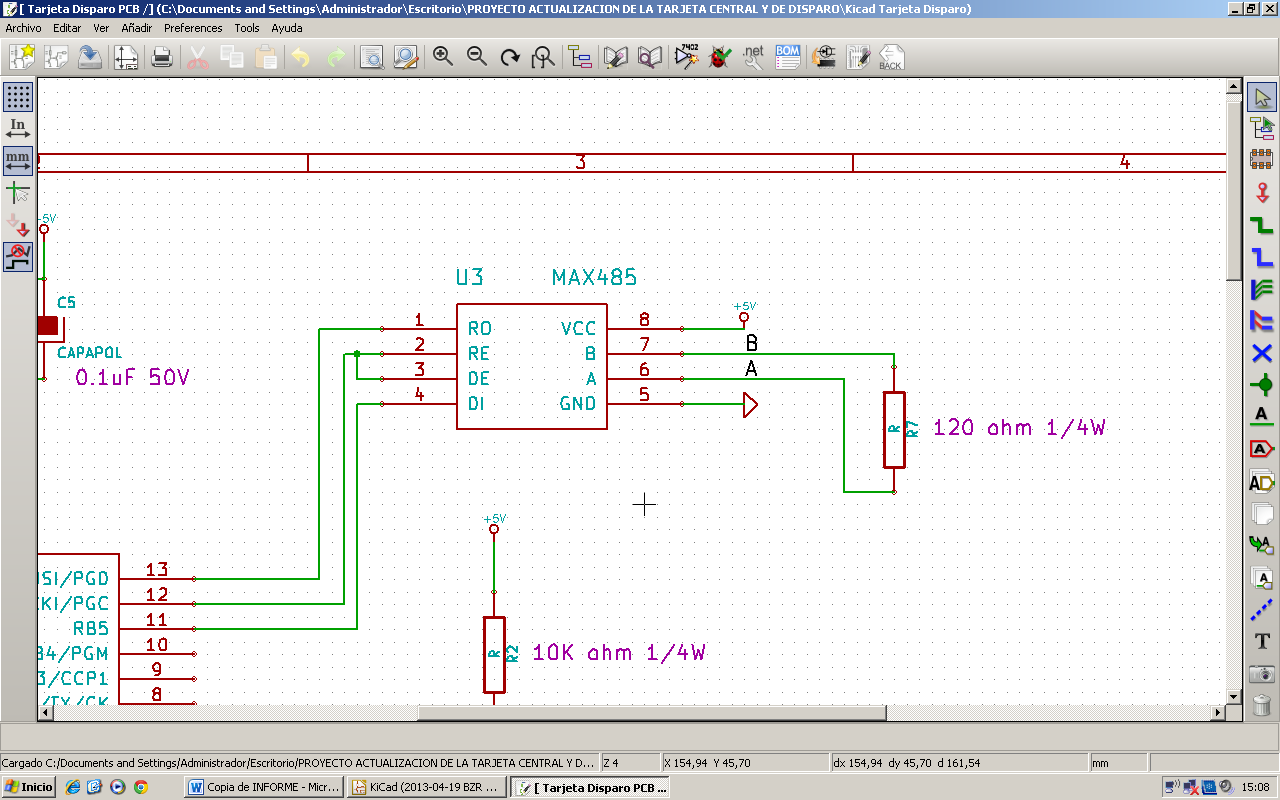 [ Tarjeta Disparo PCB /] (C:\Documents and Settings\Administrador\Escritorio\PROYECTO ACTUALIZACION DE LA TARJETA CENTRAL Y DE DISPARO\Kicad Tarjeta Disparo)
Archivo Editar Ver Añadir Preferences Tools Ayuda
7402 .net BOM BACK
In
mm
3 4
5V
U3 MAX485
C5
CAPAPOL
0.1uF 50V
+5V
1 RO VCC 8
2 RE B 7 B
3 DE A 6 A
4 DI GND 5
R R7 120 ohm 1/4W
+5V
SI/PGD 13
KI/PGC 12
RB5 11
B4/PGM 10
3/CCP1 9
/TX/CK 8
R R2 10K ohm 1/4W
A
A
A
A
A
T
Cargado C:/Documents and Settings/Administrador/Escritorio/PROYECTO ACTUALIZACION DE LA TARJETA CENTRAL Y D... Z 4 X 154,94 Y 45,70 dx 154,94 dy 45,70 d 161,54 mm
Inicio Copia de INFORME - Micr... KiCad (2013-04-19 BZR ... [ Tarjeta Disparo PCB ... 15:08